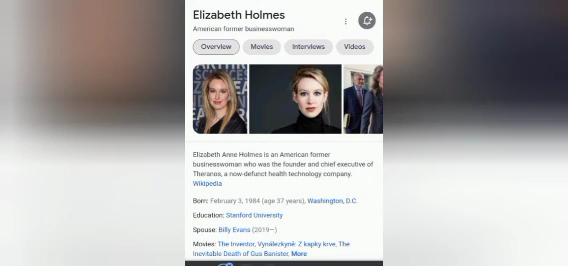 Elizabeth Holmes
American former businesswoman
Overview
Movies
Interviews
Videos
Elizabeth Anne Holmes is an American former
businesswoman who was the founder and chief executive of
Theranos, a now-defunct health technology company.
Wikipedia
Born: February 3, 1984 (age 37 years), Washington, D.C.
Education: Stanford University
Spouse: Billy Evans (2019–)
Movies: The Inventor, Vynálezkyně: Z kapky krve, The
Inevitable Death of Gus Banister, More